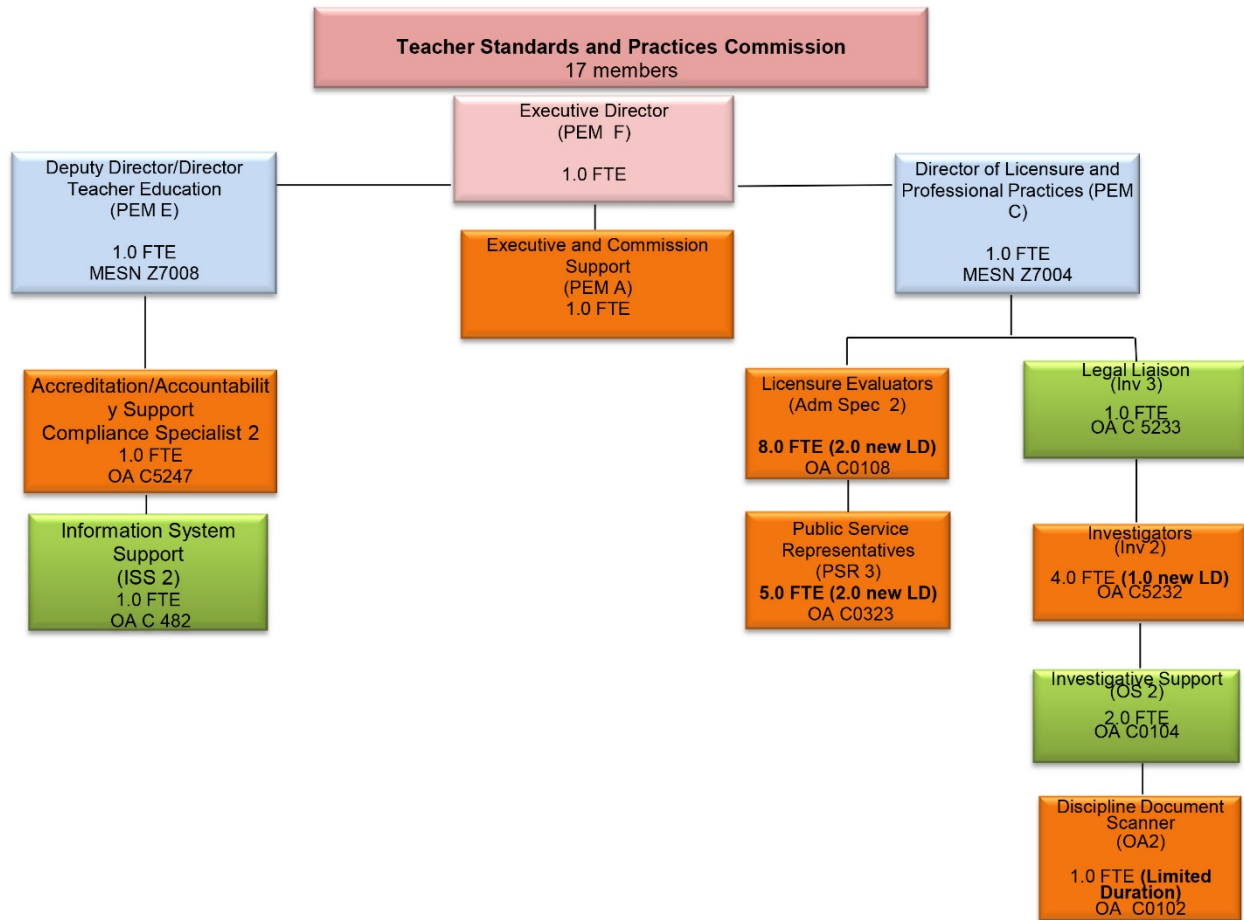 Teacher Standards and Practices Commission
17 members
Executive Director
(PEM F)
1.0 FTE
Deputy Director/Director
Teacher Education
(PEM E)
1.0 FTE
MESN Z7008
Executive and Commission
Support
(PEM A)
1.0 FTE
Director of Licensure and
Professional Practices (PEM
C)
1.0 FTE
MESN Z7004
Accreditation/Accountabilit
y Support
Compliance Specialist 2
1.0 FTE
OA C5247
Information System
Support
(ISS 2)
1.0 FTE
OA C 482
Licensure Evaluators
(Adm Spec 2)
8.0 FTE (2.0 new LD)
OA C0108
Public Service
Representatives
(PSR 3)
5.0 FTE (2.0 new LD)
OA C0323
Legal Liaison
(Inv 3)
1.0 FTE
OA C 5233
Investigators
(Inv 2)
4.0 FTE (1.0 new LD)
OA C5232
Investigative Support
(OS 2)
2.0 FTE
OA C0104
Discipline Document
Scanner
(OA2)
1.0 FTE (Limited
Duration)
OA C0102